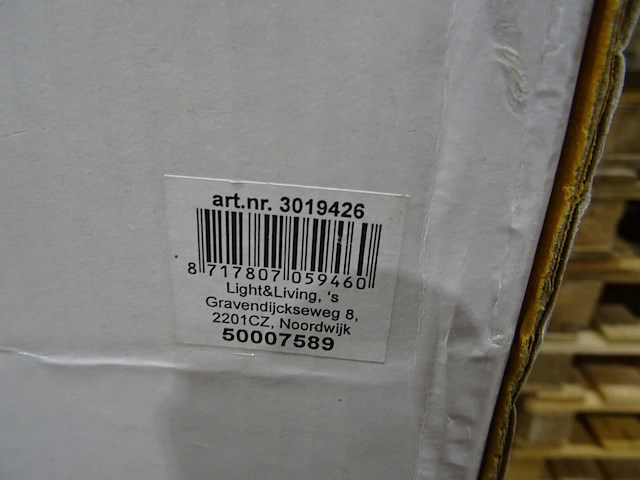 art.nr. 3019426
8 717807 059460
Light&Living, 's
Gravendijckseweg 8,
2201CZ, Noordwijk
50007589